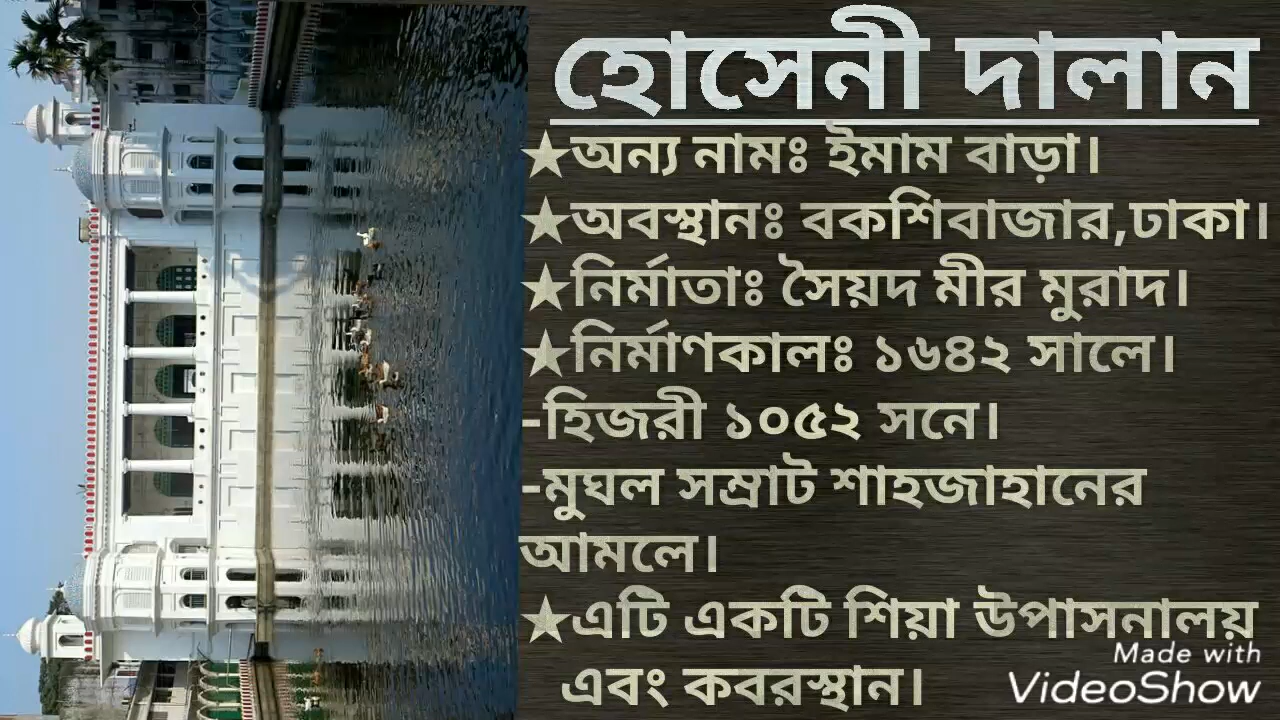 হোসেনী দালান
★অন্য নামঃ ইমাম বাড়া।
★অবস্থানঃ বকশিবাজার,ঢাকা।
★নির্মাতাঃ সৈয়দ মীর মুরাদ।
★নির্মাণকালঃ ১৬৪২ সালে।
-হিজরী ১০৫২ সনে।
-মুঘল সম্রাট শাহজাহানের
আমলে।
★এটি একটি শিয়া উপাসনালয়
এবং কবরস্থান।
Made with
VideoShow